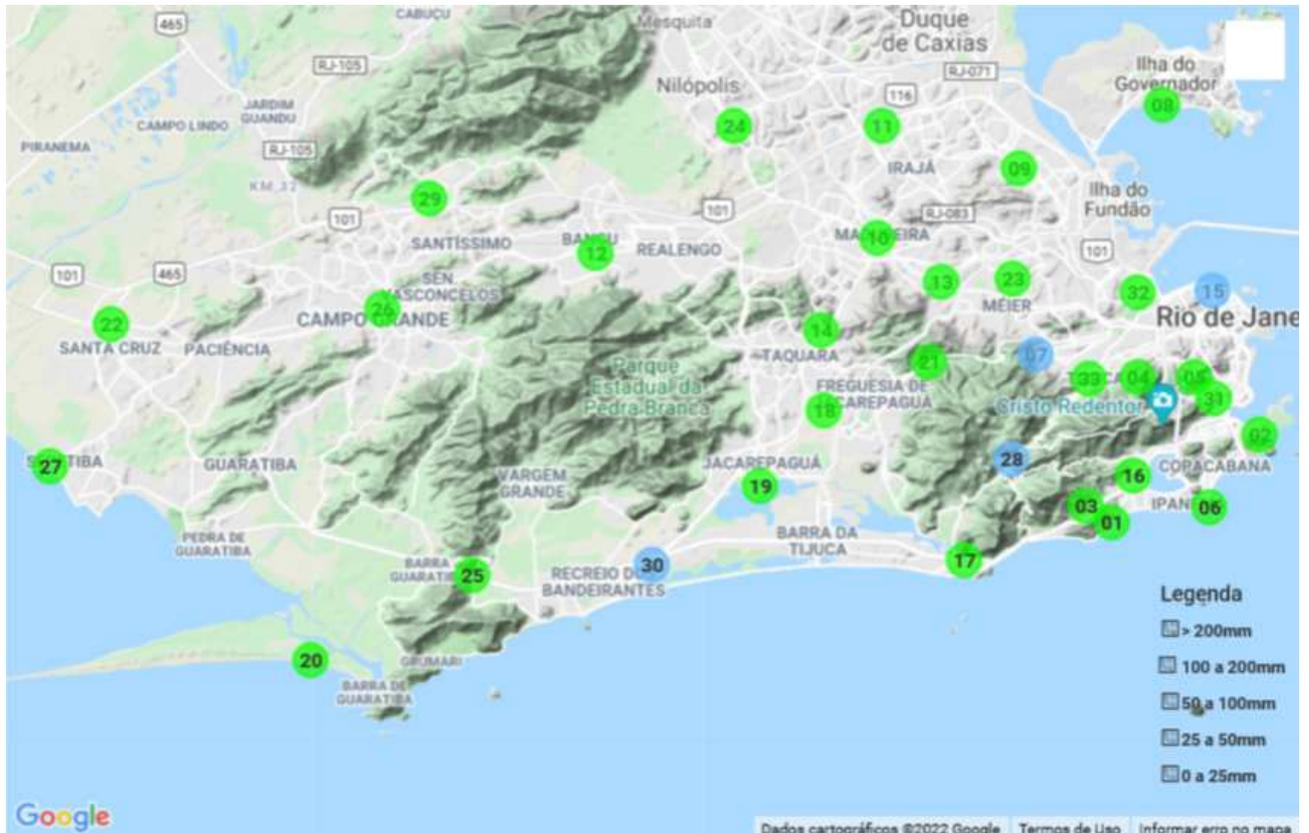 465
CABUÇU
Mesquita
Duque
de Caxias
Ilha do
Governador
RJ-105
RJ-071
Nilópolis
116
08
JARDIM
GUANDU
CAMPO LINDO
24
11
PIRANEMA
RJ-105
IRAJÁ
09
KM 32
29
Ilha do
Fundão
101
101
RJ-083
SANTÍSSIMO
12
REALENGO
10
101
101
465
SEN
VASCONCELOS
13
23
MÉIER
32
15
22
26
CAMPO GRANDE
14
Rio de Jane
SANTA CRUZ
PACIÊNCIA
TAQUARA
07
21
Parque
Estadual da
Pedra Branca
FREGUESIA DE
33
04
05
18
Cristo Redentor
31
02
27
GUARATIBA
28
COPACABANA
VARGEM
GRANDE
JACAREPAGUÁ
16
19
03
06
01
PEDRA DE
GUARATIBA
BARRA DA
TIJUCA
17
25
30
RECREIO DOS
BANDEIRANTES
20
GRUMARI
BARRA DE
GUARATIBA
Legenda
> 200mm
100 a 200mm
50 a 100mm
25 a 50mm
0 a 25mm
Google
Dados cartográficos ©2022 Google
Termos de Uso
Informar erro no mapa